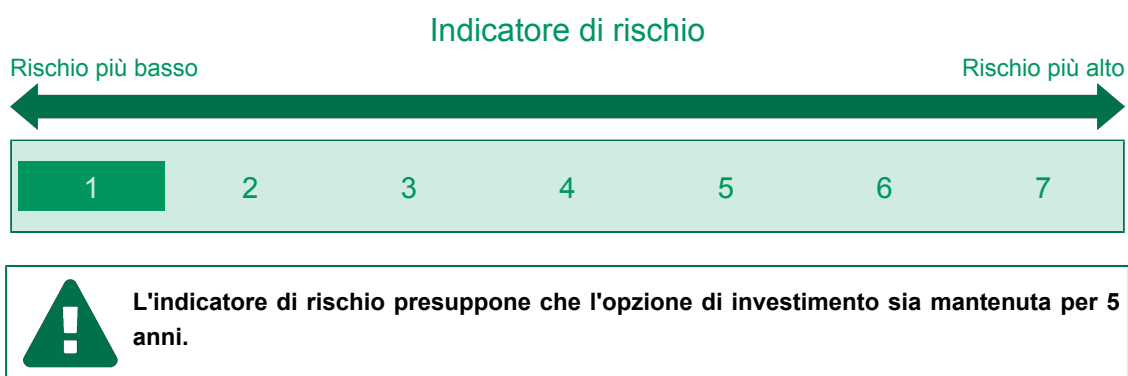 Indicatore di rischio
Rischio più basso Rischio più alto
1 2 3 4 5 6 7
L'indicatore di rischio presuppone che l'opzione di investimento sia mantenuta per 5
anni.